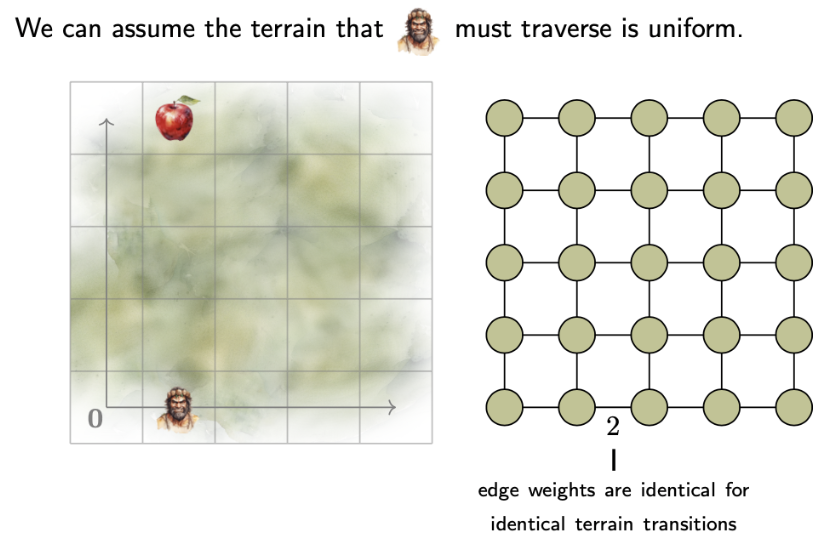 We can assume the terrain that must traverse is uniform.
0
2
edge weights are identical for
identical terrain transitions